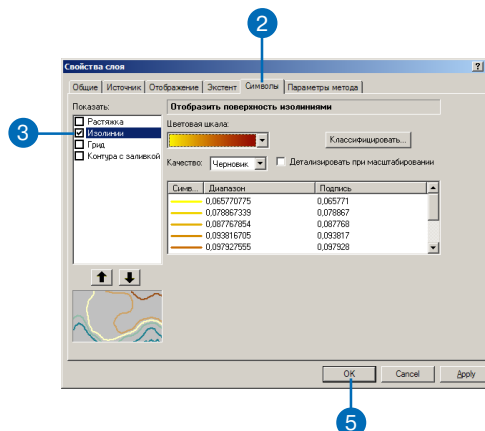 2
Свойства слоя
?
Общие Источник Отображение Экстент Символы Параметры метода
Показать:
Отобразить поверхность изолиниями
3
Растяжка
Изолинии
Грид
Контура с заливкой
Цветовая шкала:
Классифицировать...
Качество: Черновик Детализировать при масштабировании
Симв... Диапазон Подпись
0,065770775 0,065771
0,078867339 0,078867
0,087767854 0,087768
0,093816705 0,093817
0,097927555 0,097928
OK Cancel Apply
5